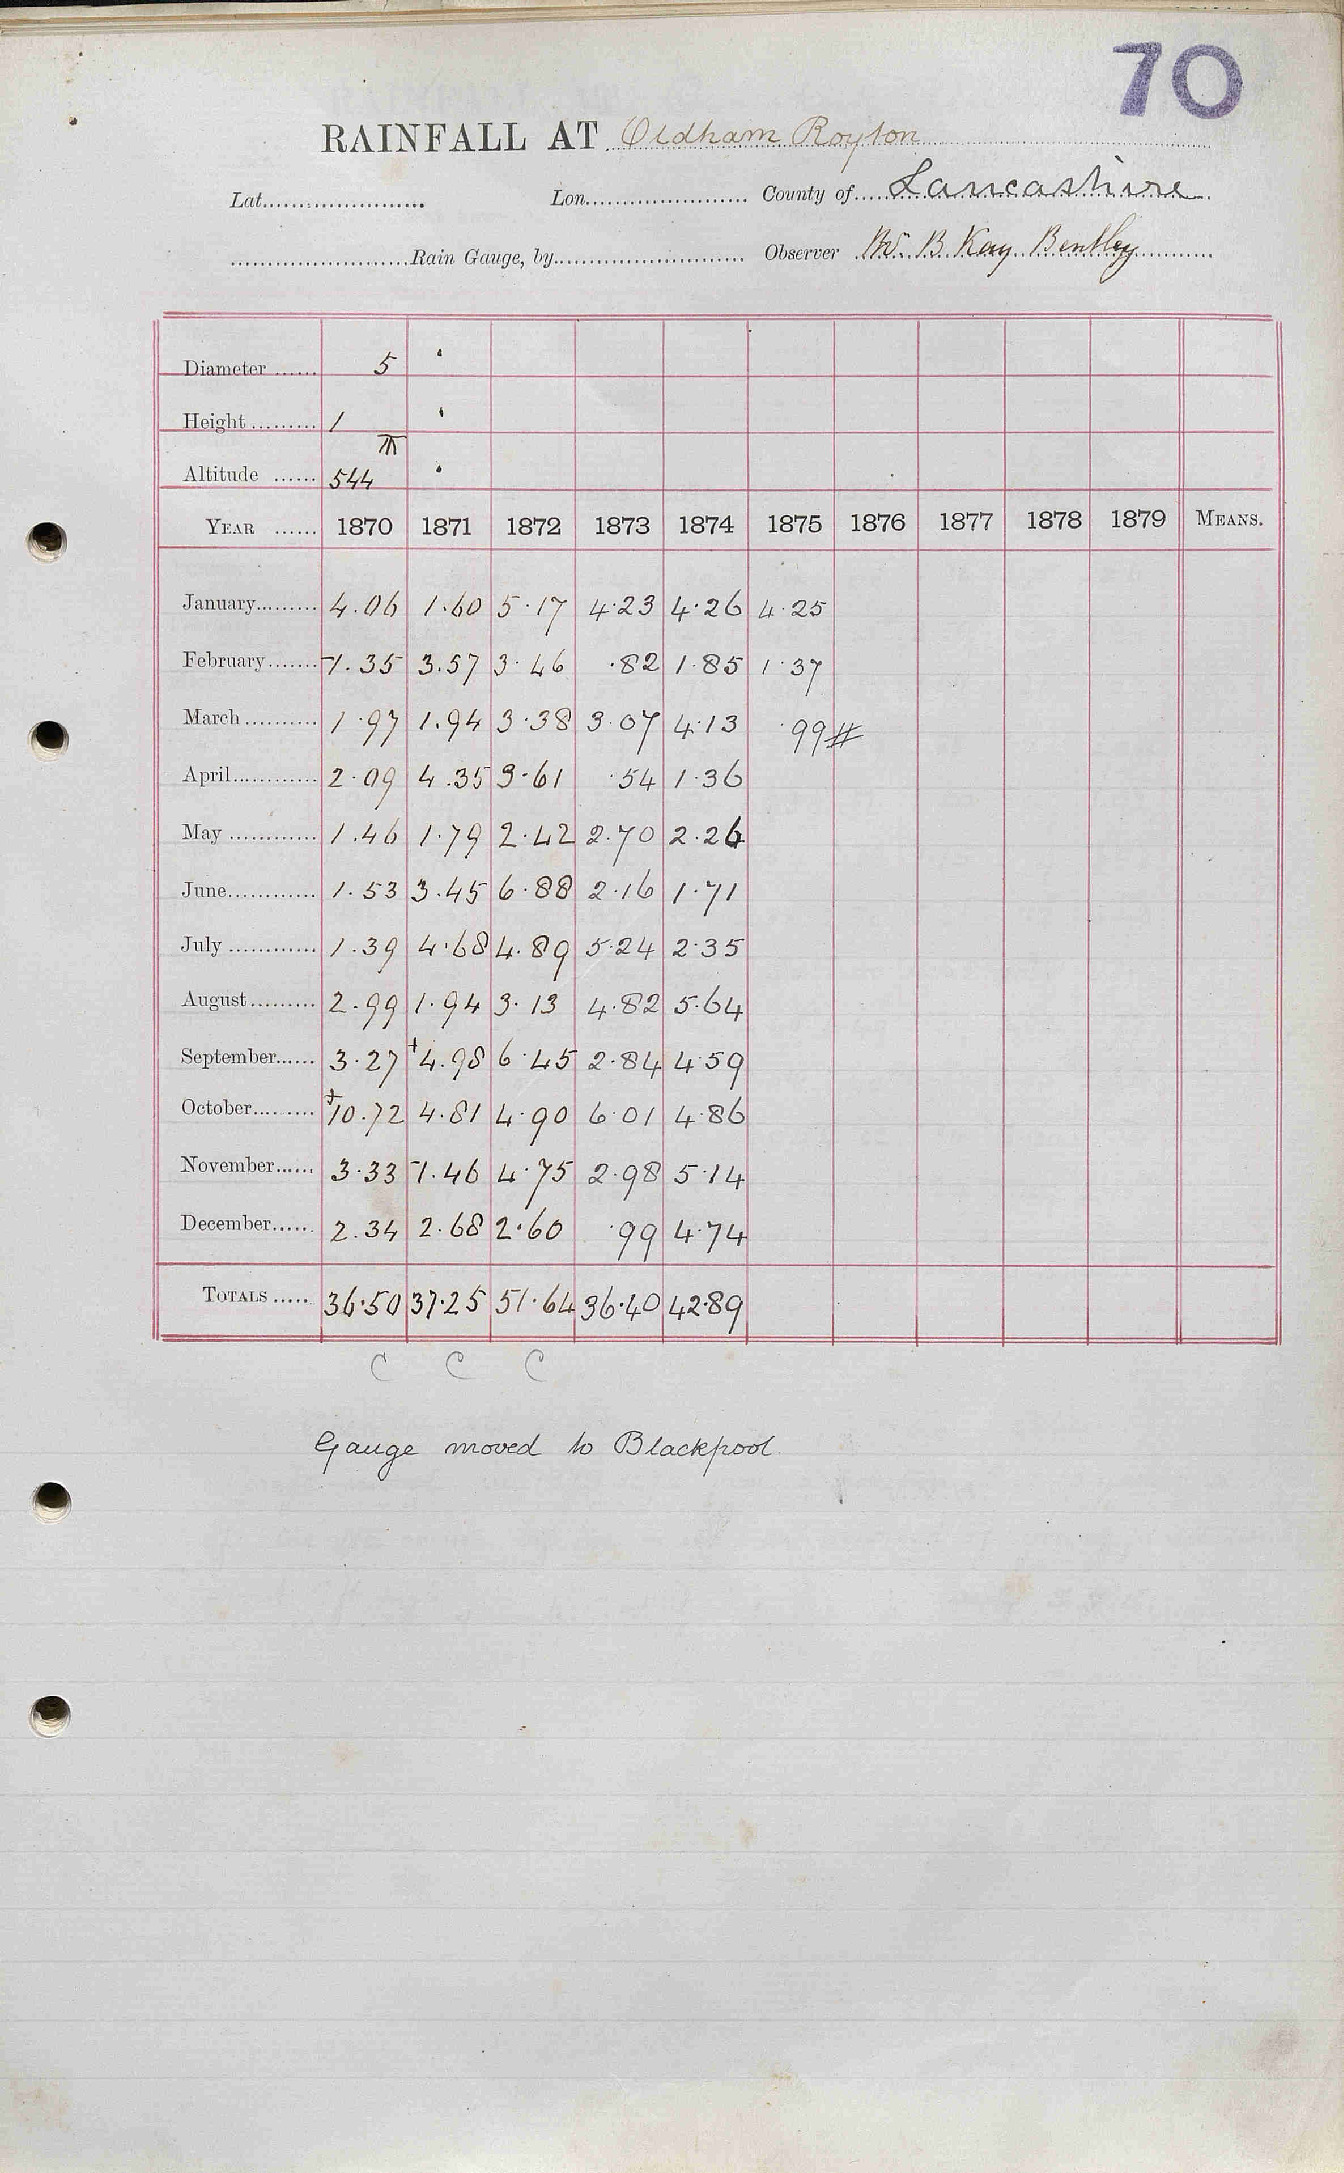 70
RAINFALL AT Oldham Royton
Lat. Lon. County of Lancashire
Rain Gauge, by Observer B. Kay Bentley
Diameter 5
Height 1
Altitude 544
YEAR 1870 1871 1872 1873 1874 1875 1876 1877 1878 1879 MEANS.
January 4.06 1.60 5.17 4.23 4.26 4.25
February 1.35 3.57 3.46 .82 1.85 1.37
March 1.97 1.94 3.38 3.07 4.13 .99#
April 2.09 4.35 3.61 .54 1.36
May 1.46 1.79 2.42 2.70 2.26
June 1.53 3.45 6.88 2.16 1.71
July 1.39 4.68 4.89 5.24 2.35
August 2.99 1.94 3.13 4.82 5.64
September 3.27 +4.98 6.45 2.84 4.59
October +10.72 4.81 4.90 6.01 4.86
November 3.33 -1.46 4.75 2.98 5.14
December 2.34 2.68 2.60 .99 4.74
TOTALS 36.50 37.25 51.64 36.40 42.89
C C C
Gauge moved to Blackpool